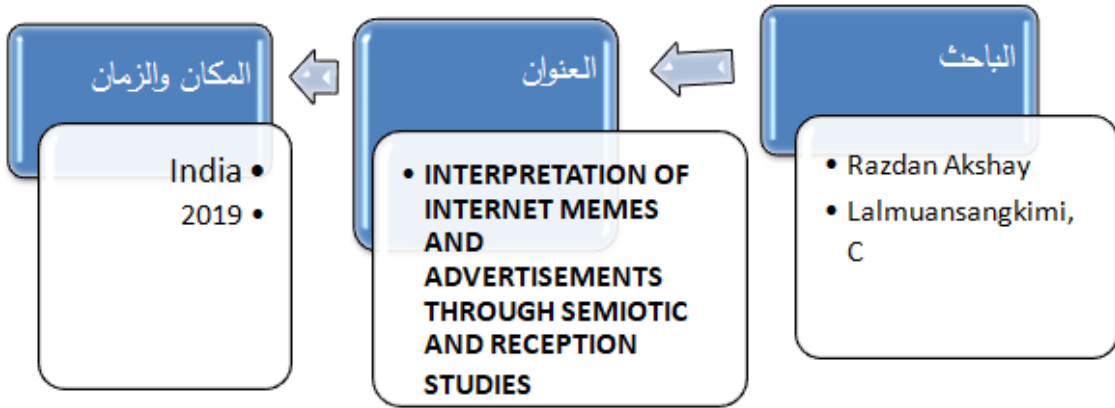 الباحث
• Razdan Akshay
• Lalmuansangkimi,
C
العنوان
• INTERPRETATION OF
INTERNET MEMES
AND
ADVERTISEMENTS
THROUGH SEMIOTIC
AND RECEPTION
STUDIES
المكان والزمان
India •
2019 •